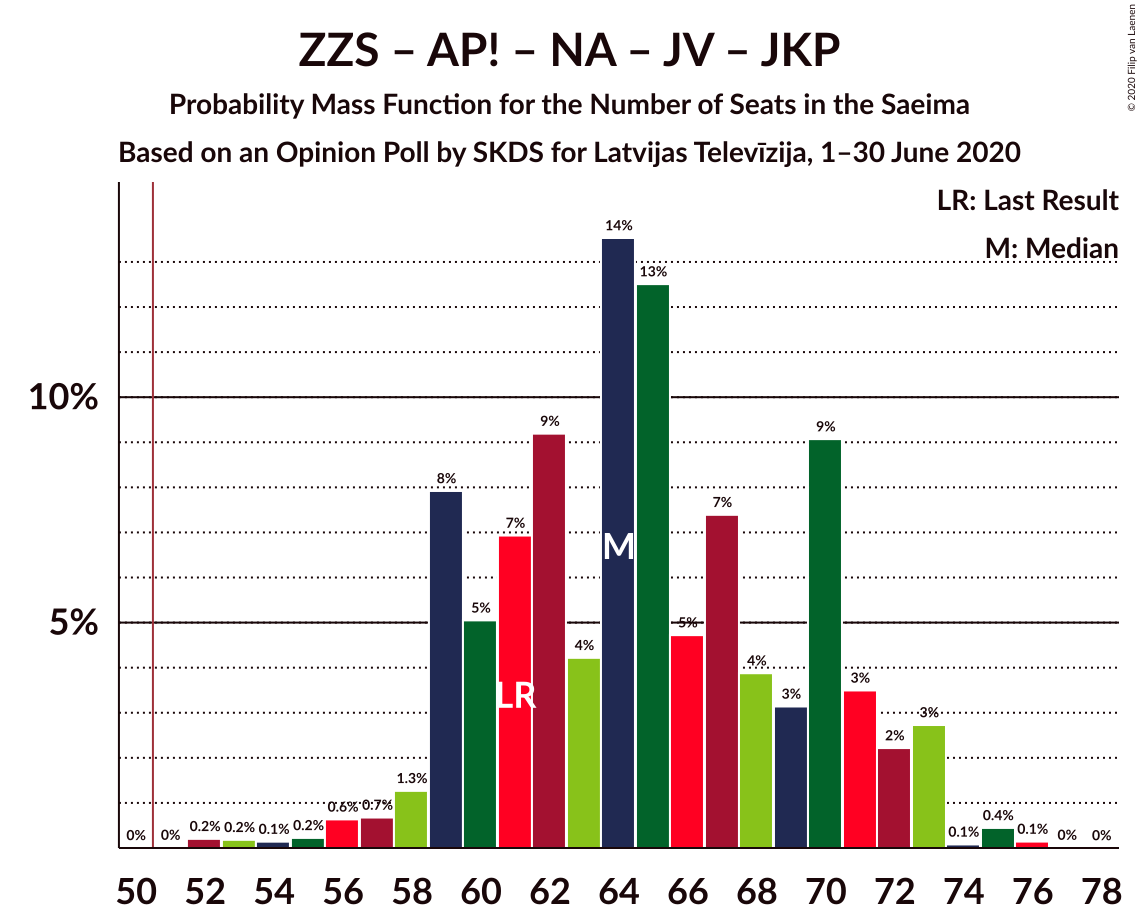 ZZS – AP! – NA – JV – JKP
Probability Mass Function for the Number of Seats in the Saeima
Based on an Opinion Poll by SKDS for Latvijas Televīzija, 1–30 June 2020
© 2020 Filip van Laenen
LR: Last Result
M: Median
10%
5%
0% 0% 0.2% 0.2% 0.1% 0.2% 0.6% 0.7% 1.3% 8% 5% 7% 9% 4% 14% 13% 5% 7% 4% 3% 9% 3% 2% 3% 0.1% 0.4% 0.1% 0% 0%
M
LR
50 52 54 56 58 60 62 64 66 68 70 72 74 76 78